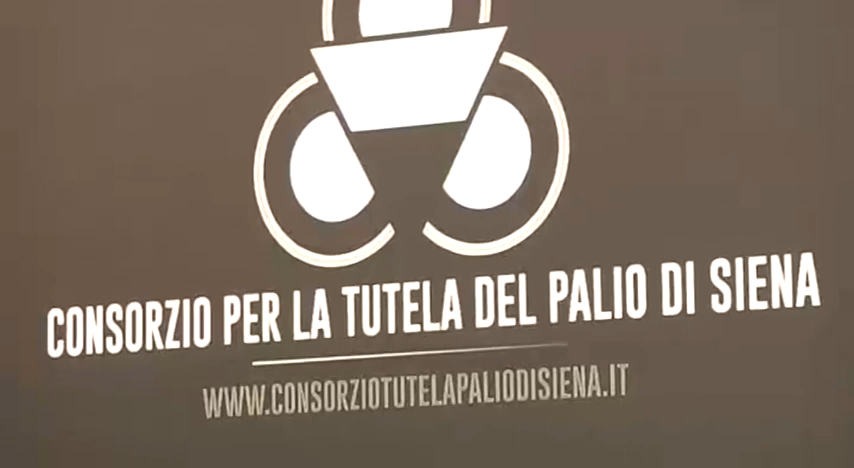 CONSORZIO PER LA TUTELA DEL PALIO DI SIENA
WWW.CONSORZIOTUTELAPALIODISIENA.IT